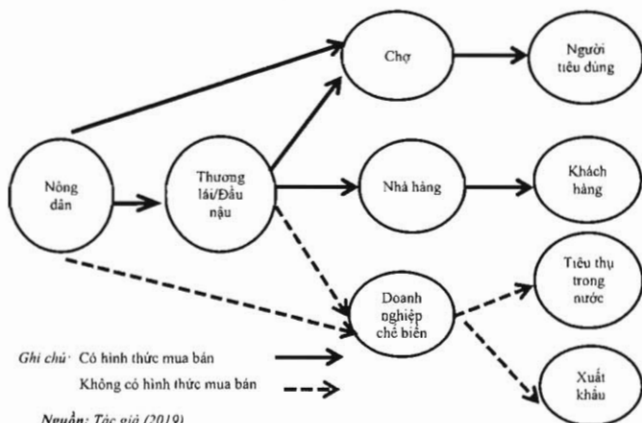 Chợ
Người
tiêu dùng
Nông
dân
Thương
lái/Đầu
nậu
Nhà hàng
Khách
hàng
Doanh
nghiệp
chế biến
Tiêu thụ
trong
nước
Xuất
khẩu
Ghi chú: Có hình thức mua bán
Không có hình thức mua bán
Nguồn: Tác giả (2019)